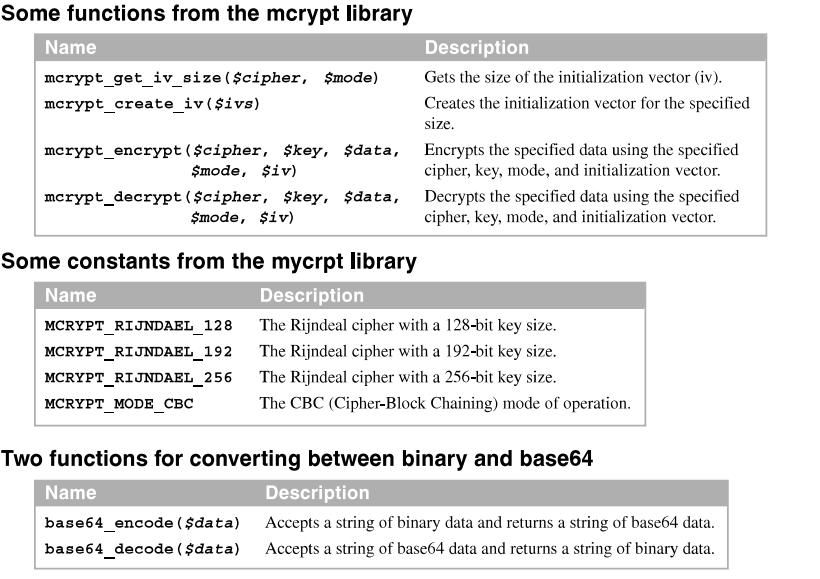 Some functions from the mcrypt library
Name Description
mcrypt_get_iv_size($cipher, $mode) Gets the size of the initialization vector (iv).
mcrypt_create_iv($ivs) Creates the initialization vector for the specified
size.
mcrypt_encrypt($cipher, $key, $data, Encrypts the specified data using the specified
$mode, $iv) cipher, key, mode, and initialization vector.
mcrypt_decrypt($cipher, $key, $data, Decrypts the specified data using the specified
$mode, $iv) cipher, key, mode, and initialization vector.
Some constants from the mycrpt library
Name Description
MCRYPT_RIJNDAEL_128 The Rijndeal cipher with a 128-bit key size.
MCRYPT_RIJNDAEL_192 The Rijndeal cipher with a 192-bit key size.
MCRYPT_RIJNDAEL_256 The Rijndeal cipher with a 256-bit key size.
MCRYPT_MODE_CBC The CBC (Cipher-Block Chaining) mode of operation.
Two functions for converting between binary and base64
Name Description
base64_encode($data) Accepts a string of binary data and returns a string of base64 data.
base64_decode($data) Accepts a string of base64 data and returns a string of binary data.